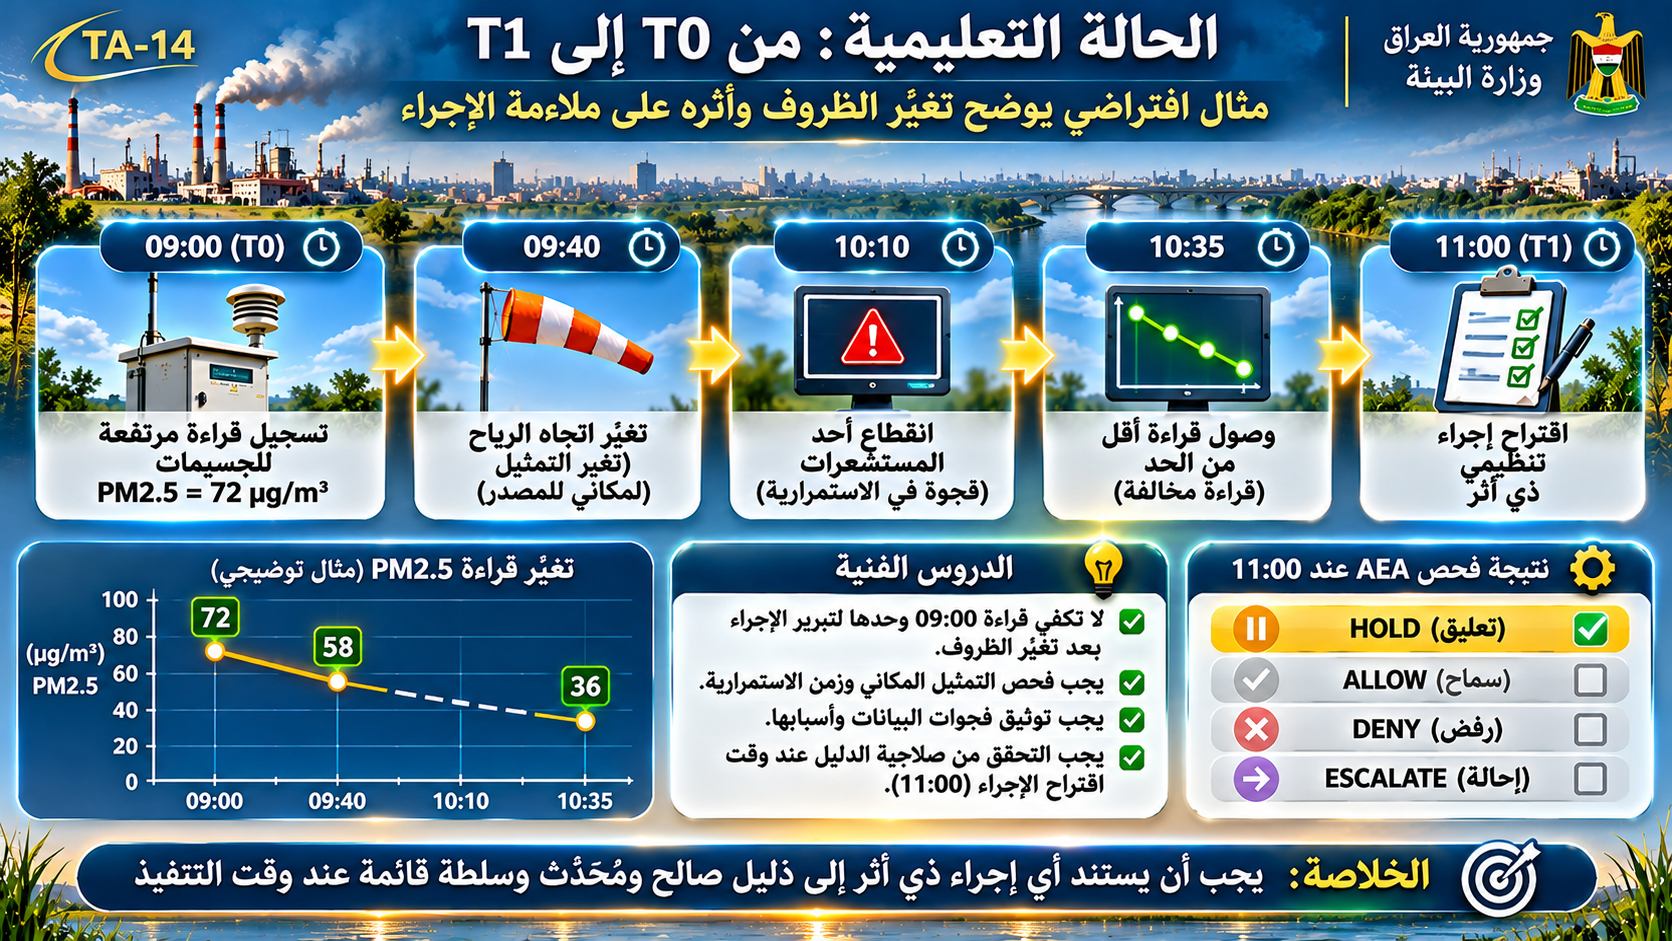 TA-14
الحالة التعليمية: من T0 إلى T1
مثال افتراضي يوضح تغيَّر الظروف وأثره على ملاءمة الإجراء
جمهورية العراق
وزارة البيئة
09:00 (T0)
تسجيل قراءة مرتفعة
للجسيمات
PM2.5 = 72 µg/m³
09:40
تغيُّر اتجاه الرياح
(تغير التمثيل
لمكاني للمصدر)
10:10
انقطاع أحد
المستشعرات
(فجوة في الاستمرارية)
10:35
وصول قراءة أقل
من الحد
(قراءة مخالفة)
11:00 (T1)
اقتراح إجراء
تنظيمي
ذي أثر
تغيُّر قراءة PM2.5 (مثال توضيجي)
(µg/m³)
PM2.5
100
80
60
40
20
0
72
58
36
09:00
09:40
10:10
10:35
الدروس الفنية
لا تكفي قراءة 09:00 وحدها لتبرير الإجراء
بعد تغيُّر الظروف.
يجب فحص التمثيل المكاني وزمن الاستمرارية.
يجب توثيق فجوات البيانات وأسبابها.
يجب التحقق من صلاجية الدليل عند وقت
اقتراح الإجراء (11:00).
نتيجة فحص AEA عند 11:00
HOLD (تعليق)
ALLOW (سماح)
DENY (رفض)
ESCALATE (إحالة)
الخلاصة: يجب أن يستند أي إجراء ذي أثر إلى ذليل صالح ومُحَدَّث وسلطة قائمة عند وقت التتفيذ